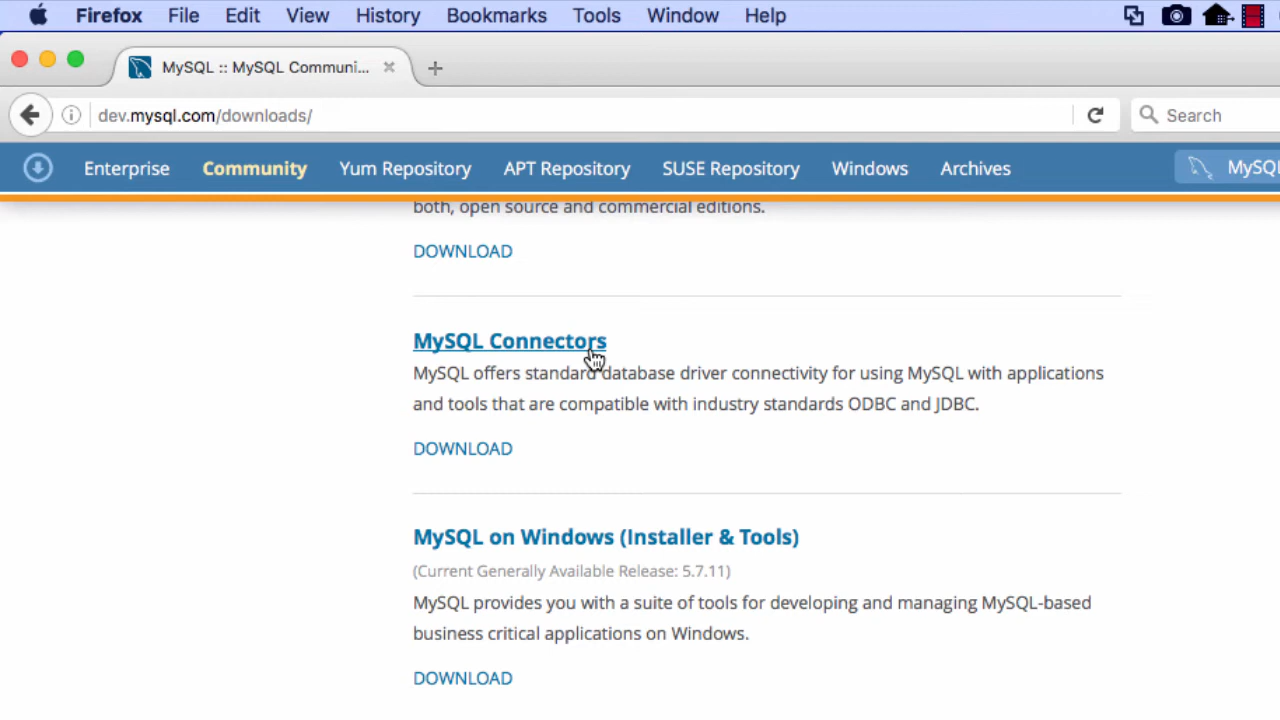 Firefox File Edit View History Bookmarks Tools Window Help
MySQL :: MySQL Communi...
dev.mysql.com/downloads/
Search
Enterprise Community Yum Repository APT Repository SUSE Repository Windows Archives MySQL
both, open source and commercial editions.
DOWNLOAD
MySQL Connectors
MySQL offers standard database driver connectivity for using MySQL with applications
and tools that are compatible with industry standards ODBC and JDBC.
DOWNLOAD
MySQL on Windows (Installer & Tools)
(Current Generally Available Release: 5.7.11)
MySQL provides you with a suite of tools for developing and managing MySQL-based
business critical applications on Windows.
DOWNLOAD